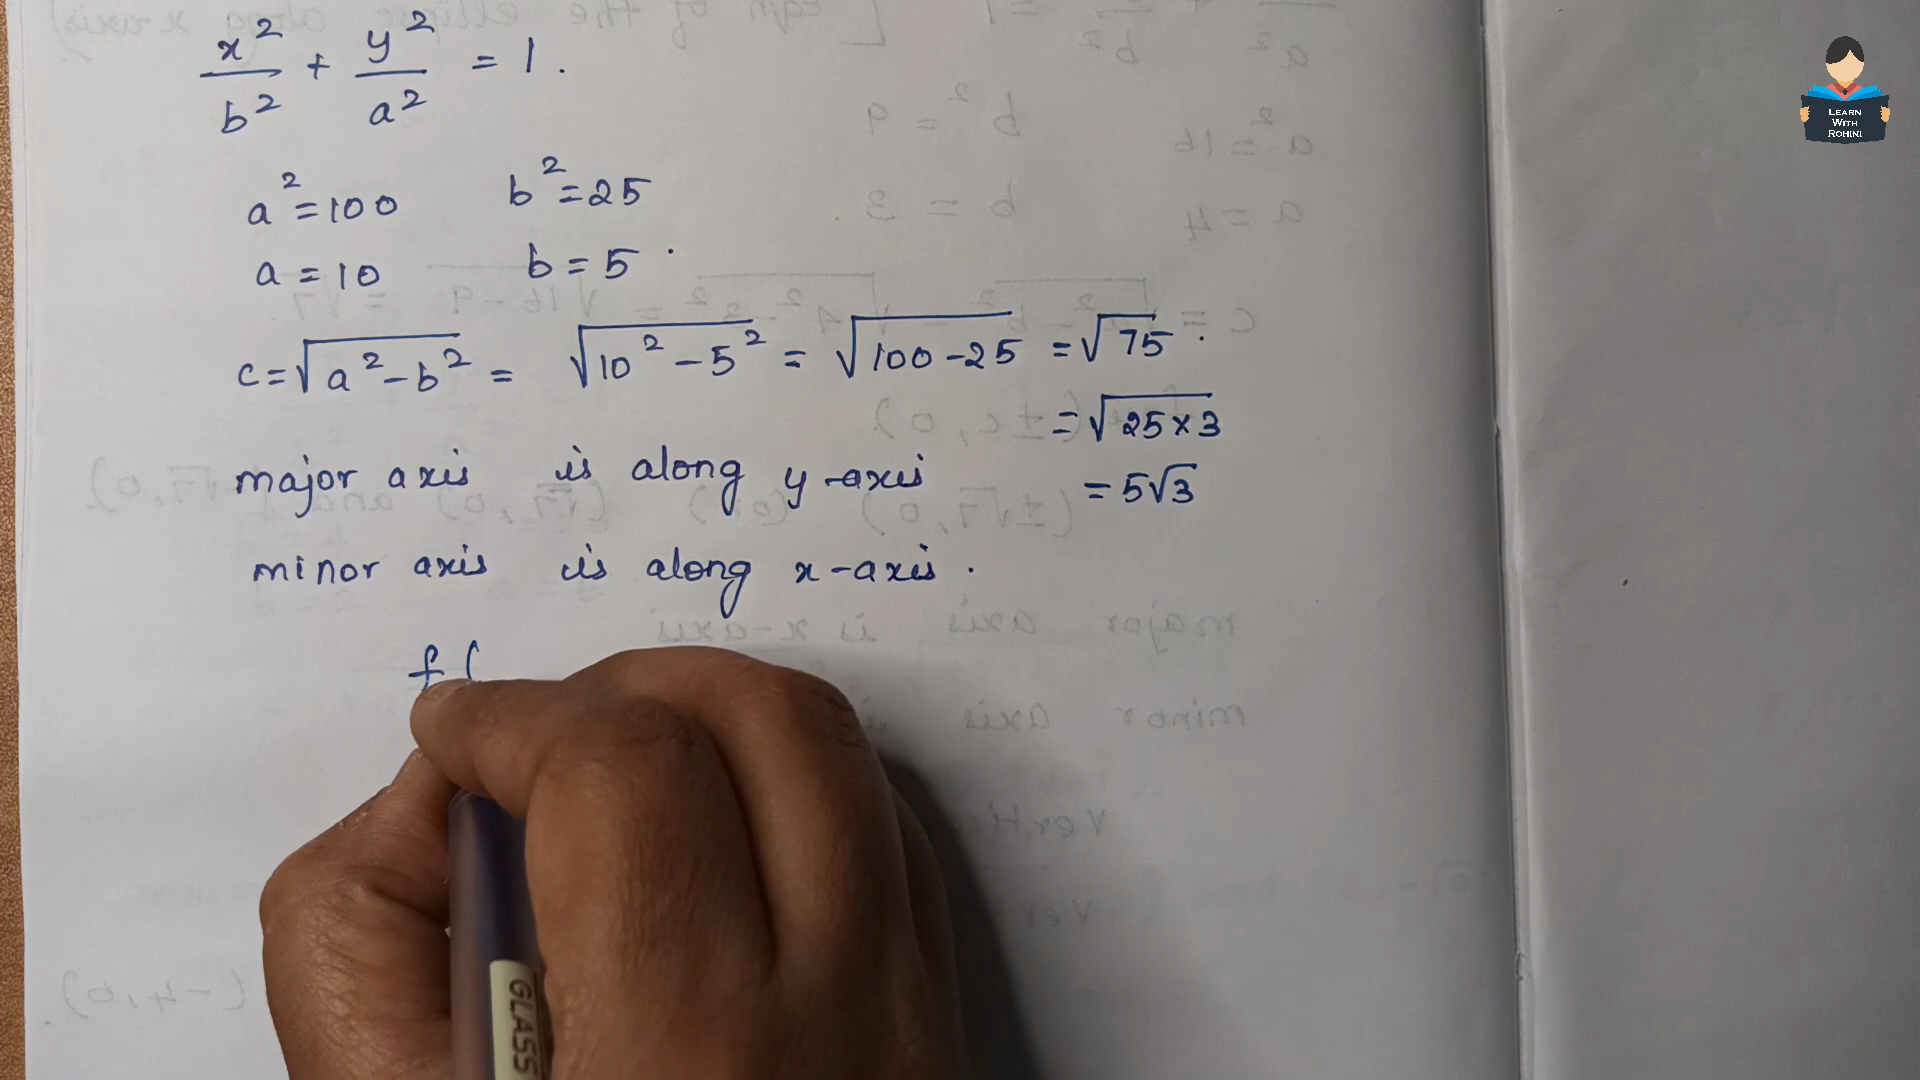 x²/b² + y²/a² = 1.
a² = 100 b² = 25
a = 10 b = 5.
c = √(a² - b²) = √(10² - 5²) = √(100 - 25) = √75.
= √(25 × 3)
major axis is along y-axis = 5√3
minor axis is along x-axis.
f (
GLASS
LEARN
WITH
ROHINI